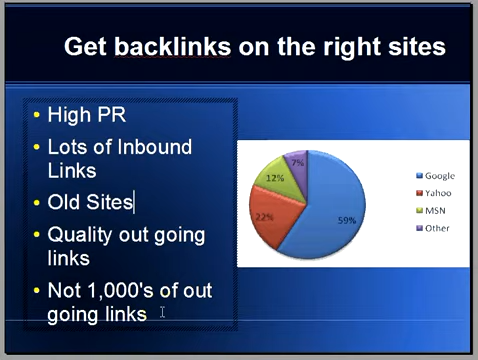 Get backlinks on the right sites
• High PR
• Lots of Inbound
Links
• Old Sites
• Quality out going
links
• Not 1,000's of out
going links
7%
12%
22%
59%
Google
Yahoo
MSN
Other